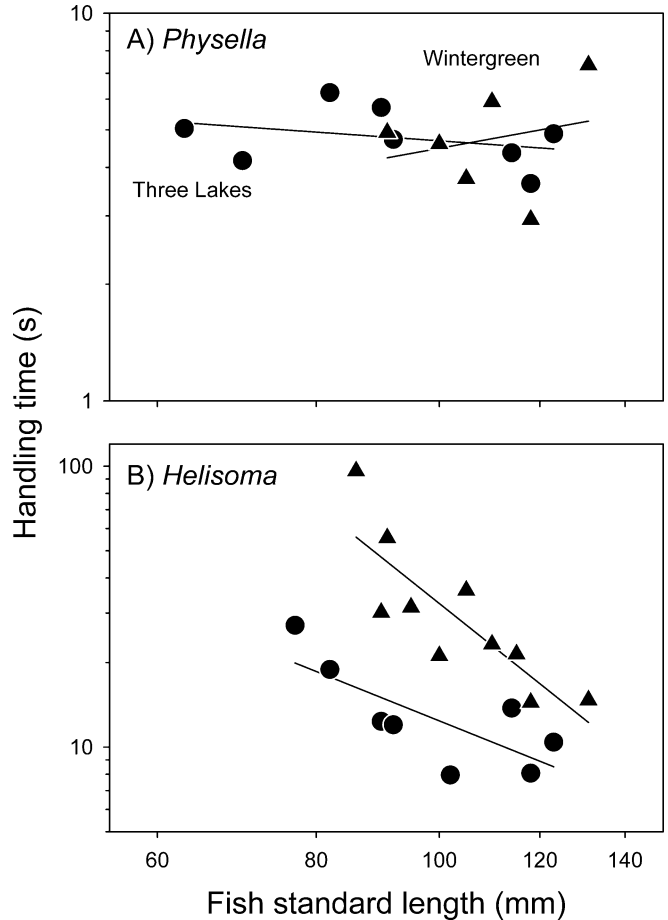 10
A) Physella
Wintergreen
Three Lakes
1
Handling time (s)
100
B) Helisoma
10
60 80 100 120 140
Fish standard length (mm)